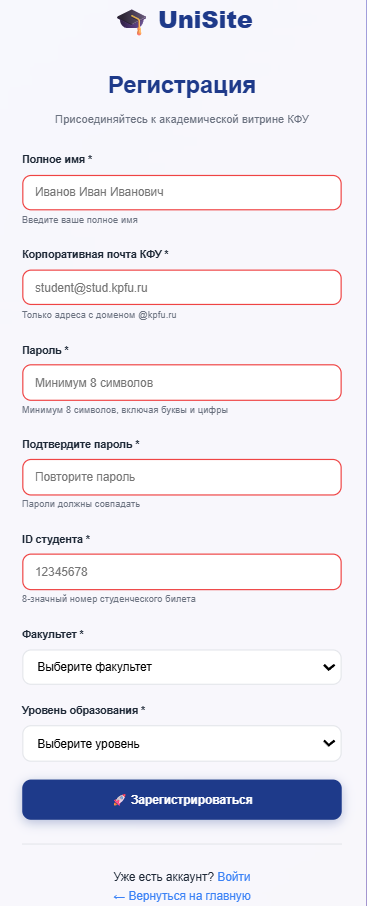 UniSite
Регистрация
Присоединяйтесь к академической витрине КФУ
Полное имя *
Иванов Иван Иванович
Введите ваше полное имя
Корпоративная почта КФУ *
student@stud.kpfu.ru
Только адреса с доменом @kpfu.ru
Пароль *
Минимум 8 символов
Минимум 8 символов, включая буквы и цифры
Подтвердите пароль *
Повторите пароль
Пароли должны совпадать
ID студента *
12345678
8-значный номер студенческого билета
Факультет *
Выберите факультет
Уровень образования *
Выберите уровень
🚀 Зарегистрироваться
Уже есть аккаунт? Войти
← Вернуться на главную